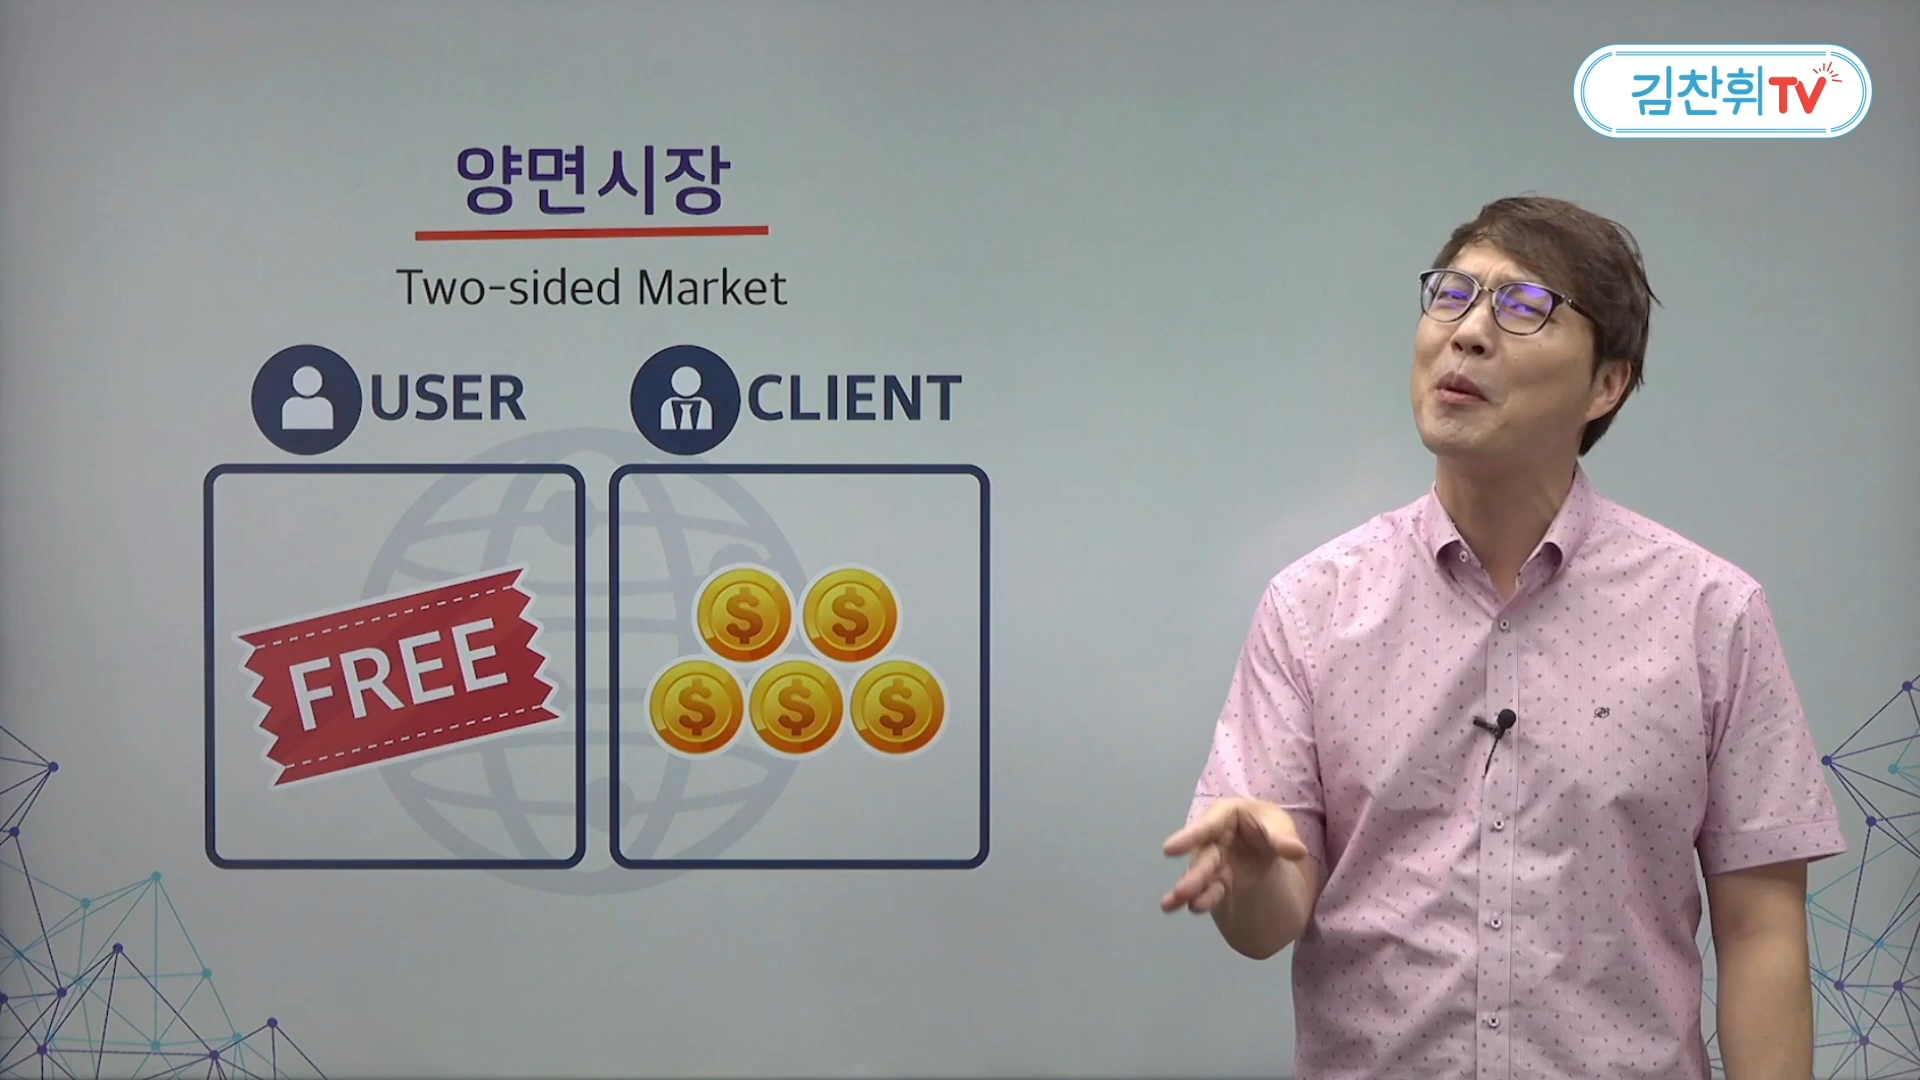 김찬휘TV
양면시장
Two-sided Market
USER
CLIENT
FREE
$ $
$ $ $